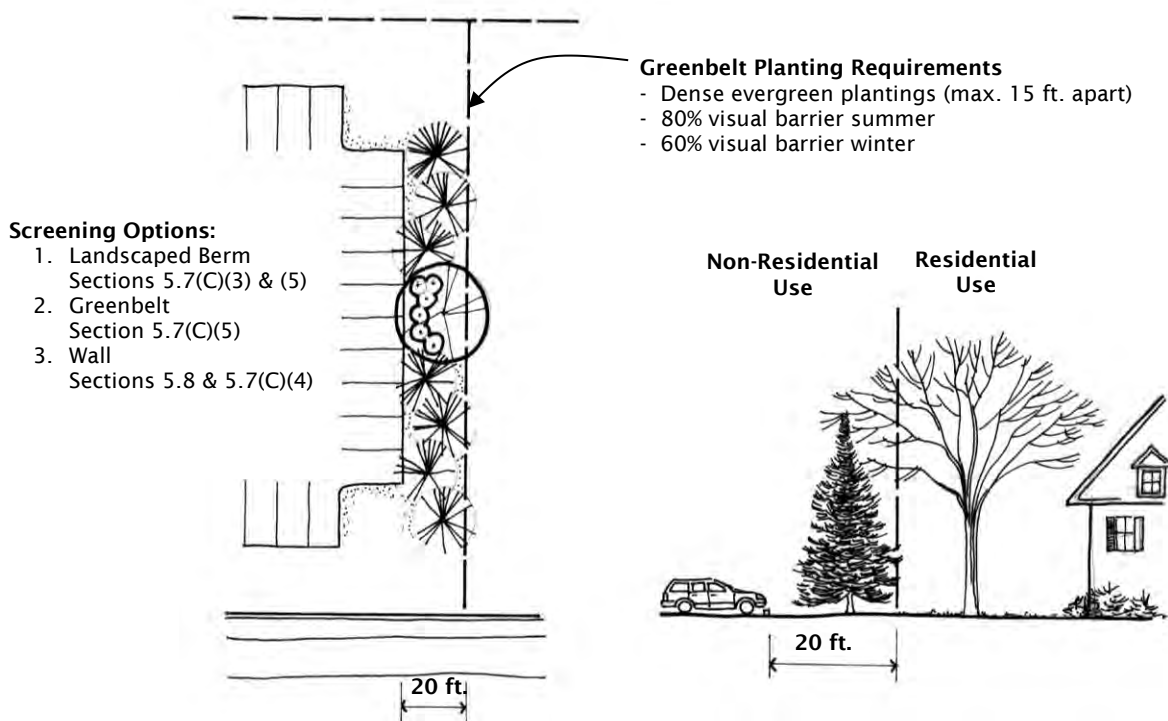 Greenbelt Planting Requirements
- Dense evergreen plantings (max. 15 ft. apart)
- 80% visual barrier summer
- 60% visual barrier winter
Screening Options:
1. Landscaped Berm
Sections 5.7(C)(3) & (5)
2. Greenbelt
Section 5.7(C)(5)
3. Wall
Sections 5.8 & 5.7(C)(4)
Non-Residential
Use
Residential
Use
20 ft.
20 ft.